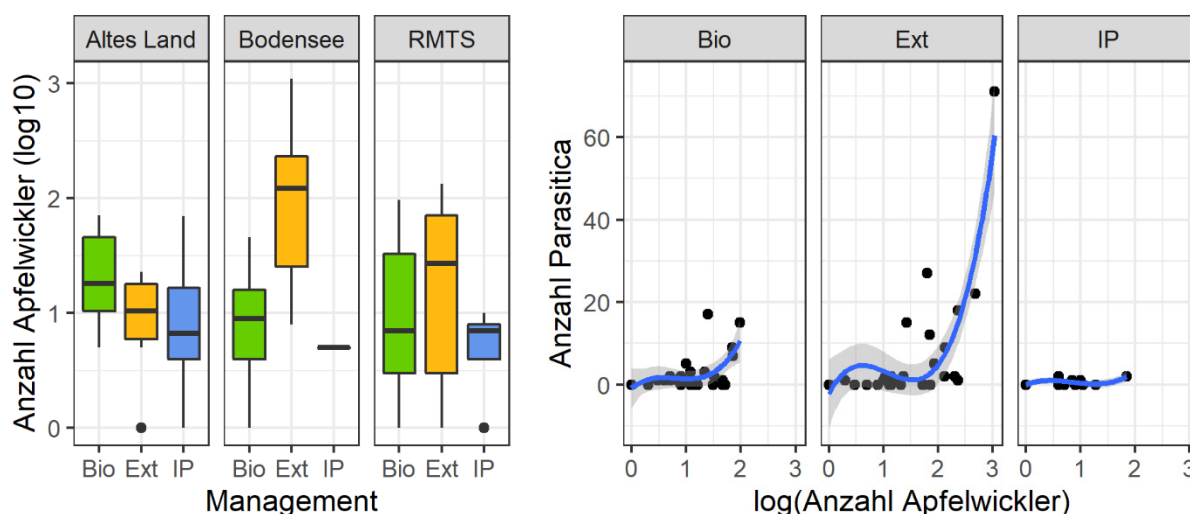 Altes Land Bodensee RMTS
Anzahl Apfelwickler (log10)
3
2
1
0
Bio Ext IP Bio Ext IP Bio Ext IP
Management
Bio Ext IP
Anzahl Parasitica
60
40
20
0
0 1 2 3 0 1 2 3 0 1 2 3
log(Anzahl Apfelwickler)